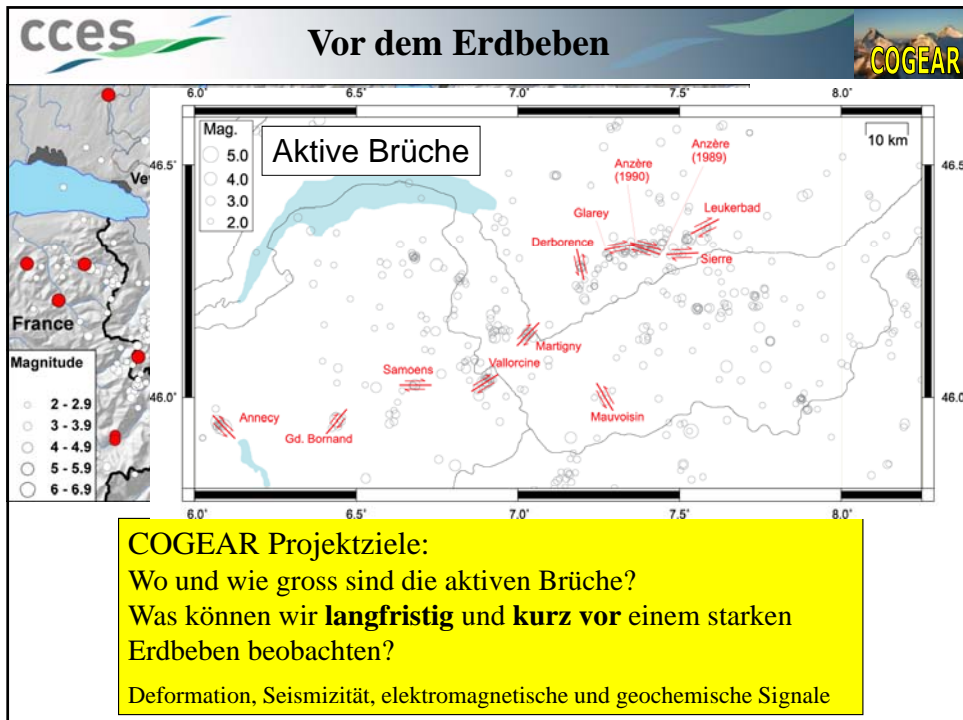 cces
Vor dem Erdbeben
COGEAR
6.0°
6.5°
7.0°
7.5°
8.0°
Mag.
5.0
4.0
3.0
2.0
Aktive Brüche
10 km
46.5°
46.5°
Anzère
(1990)
Anzère
(1989)
Glarey
Leukerbad
Derborence
Sierre
Martigny
Vallorcine
Samoens
Mauvoisin
Annecy
Gd. Bornand
46.0°
46.0°
6.0°
6.5°
7.0°
7.5°
8.0°
France
Magnitude
2 - 2.9
3 - 3.9
4 - 4.9
5 - 5.9
6 - 6.9
COGEAR Projektziele:
Wo und wie gross sind die aktiven Brüche?
Was können wir langfristig und kurz vor einem starken
Erdbeben beobachten?
Deformation, Seismizität, elektromagnetische und geochemische Signale